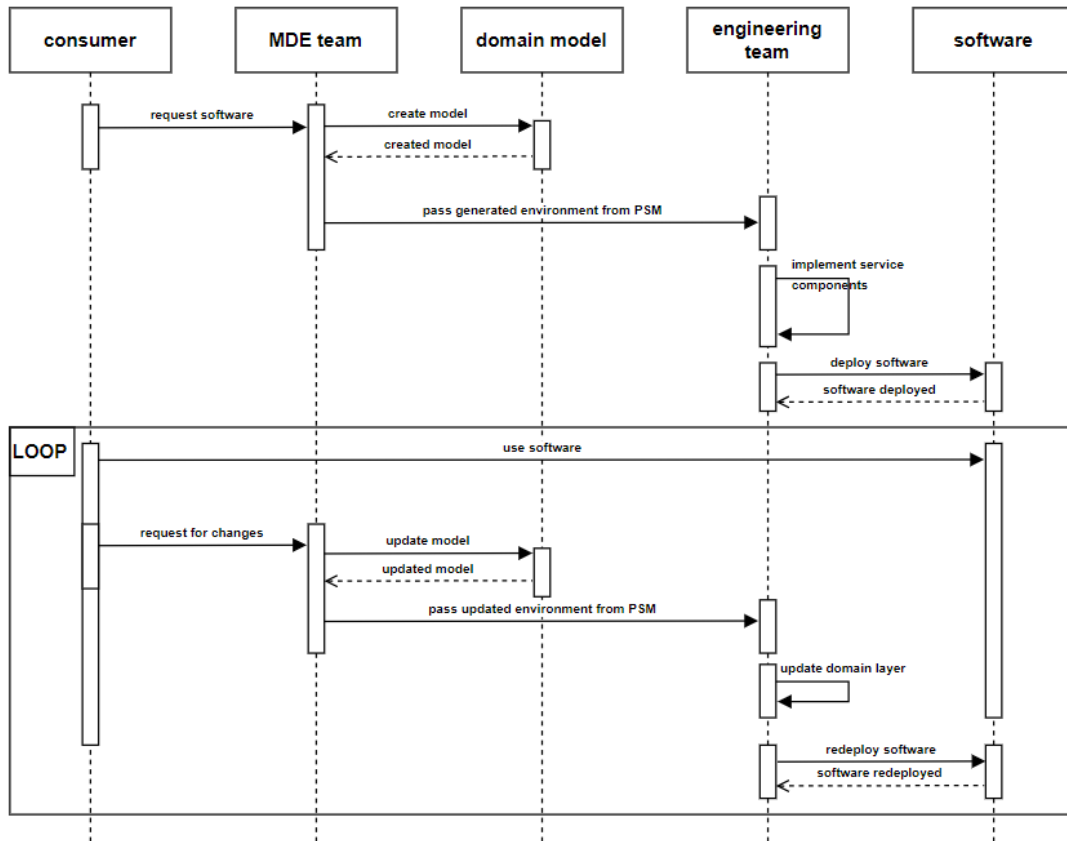 consumer
MDE team
domain model
engineering
team
software
request software
create model
created model
pass generated environment from PSM
implement service
components
deploy software
software deployed
LOOP
use software
request for changes
update model
updated model
pass updated environment from PSM
update domain layer
redeploy software
software redeployed